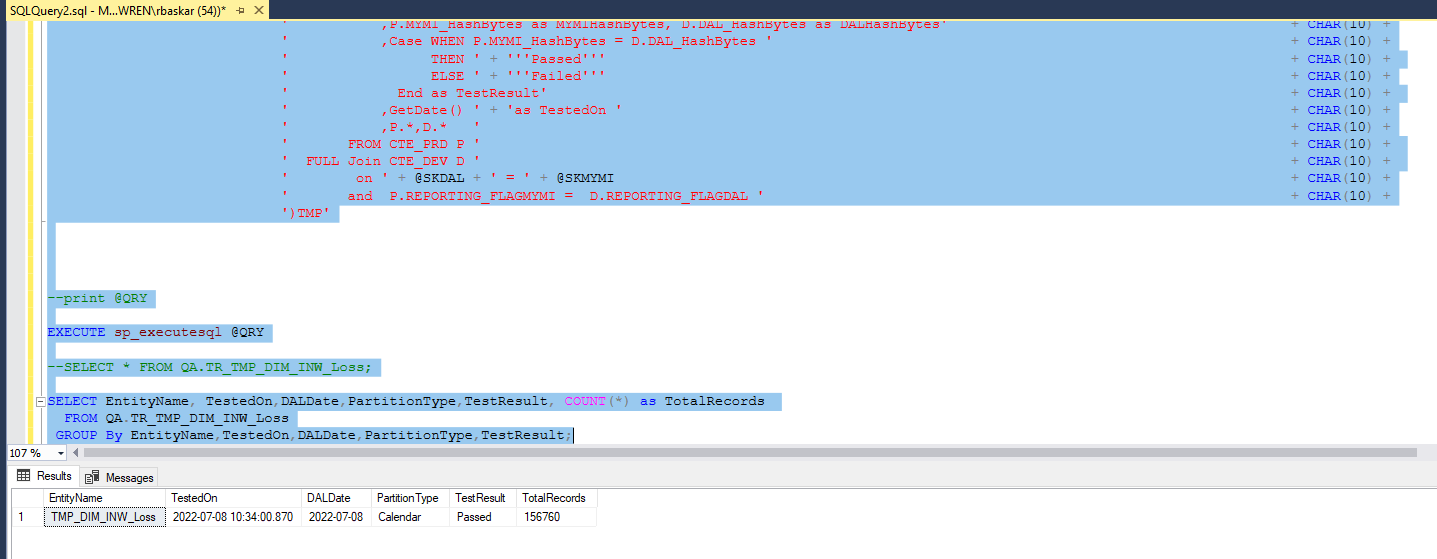 SQLQuery2.sql - M...WREN\rbaskar (54))*
' ,P.MYMI_HashBytes as MYMIHashBytes, D.DAL_HashBytes as DALHashBytes' + CHAR(10) +
' ,Case WHEN P.MYMI_HashBytes = D.DAL_HashBytes ' + CHAR(10) +
' THEN ' + '''Passed''' + CHAR(10) +
' ELSE ' + '''Failed''' + CHAR(10) +
' End as TestResult' + CHAR(10) +
' ,GetDate() ' + 'as TestedOn ' + CHAR(10) +
' ,P.*,D.* ' + CHAR(10) +
' FROM CTE_PRD P ' + CHAR(10) +
' FULL Join CTE_DEV D ' + CHAR(10) +
' on ' + @SKDAL + ' = ' + @SKMYMI + CHAR(10) +
' and P.REPORTING_FLAGMYMI = D.REPORTING_FLAGDAL ' + CHAR(10) +
')TMP'
--print @QRY
EXECUTE sp_executesql @QRY
--SELECT * FROM QA.TR_TMP_DIM_INW_Loss;
SELECT EntityName, TestedOn,DALDate,PartitionType,TestResult, COUNT(*) as TotalRecords
FROM QA.TR_TMP_DIM_INW_Loss
GROUP By EntityName,TestedOn,DALDate,PartitionType,TestResult;
107 %
Results Messages
EntityName TestedOn DALDate PartitionType TestResult TotalRecords
1 TMP_DIM_INW_Loss 2022-07-08 10:34:00.870 2022-07-08 Calendar Passed 156760